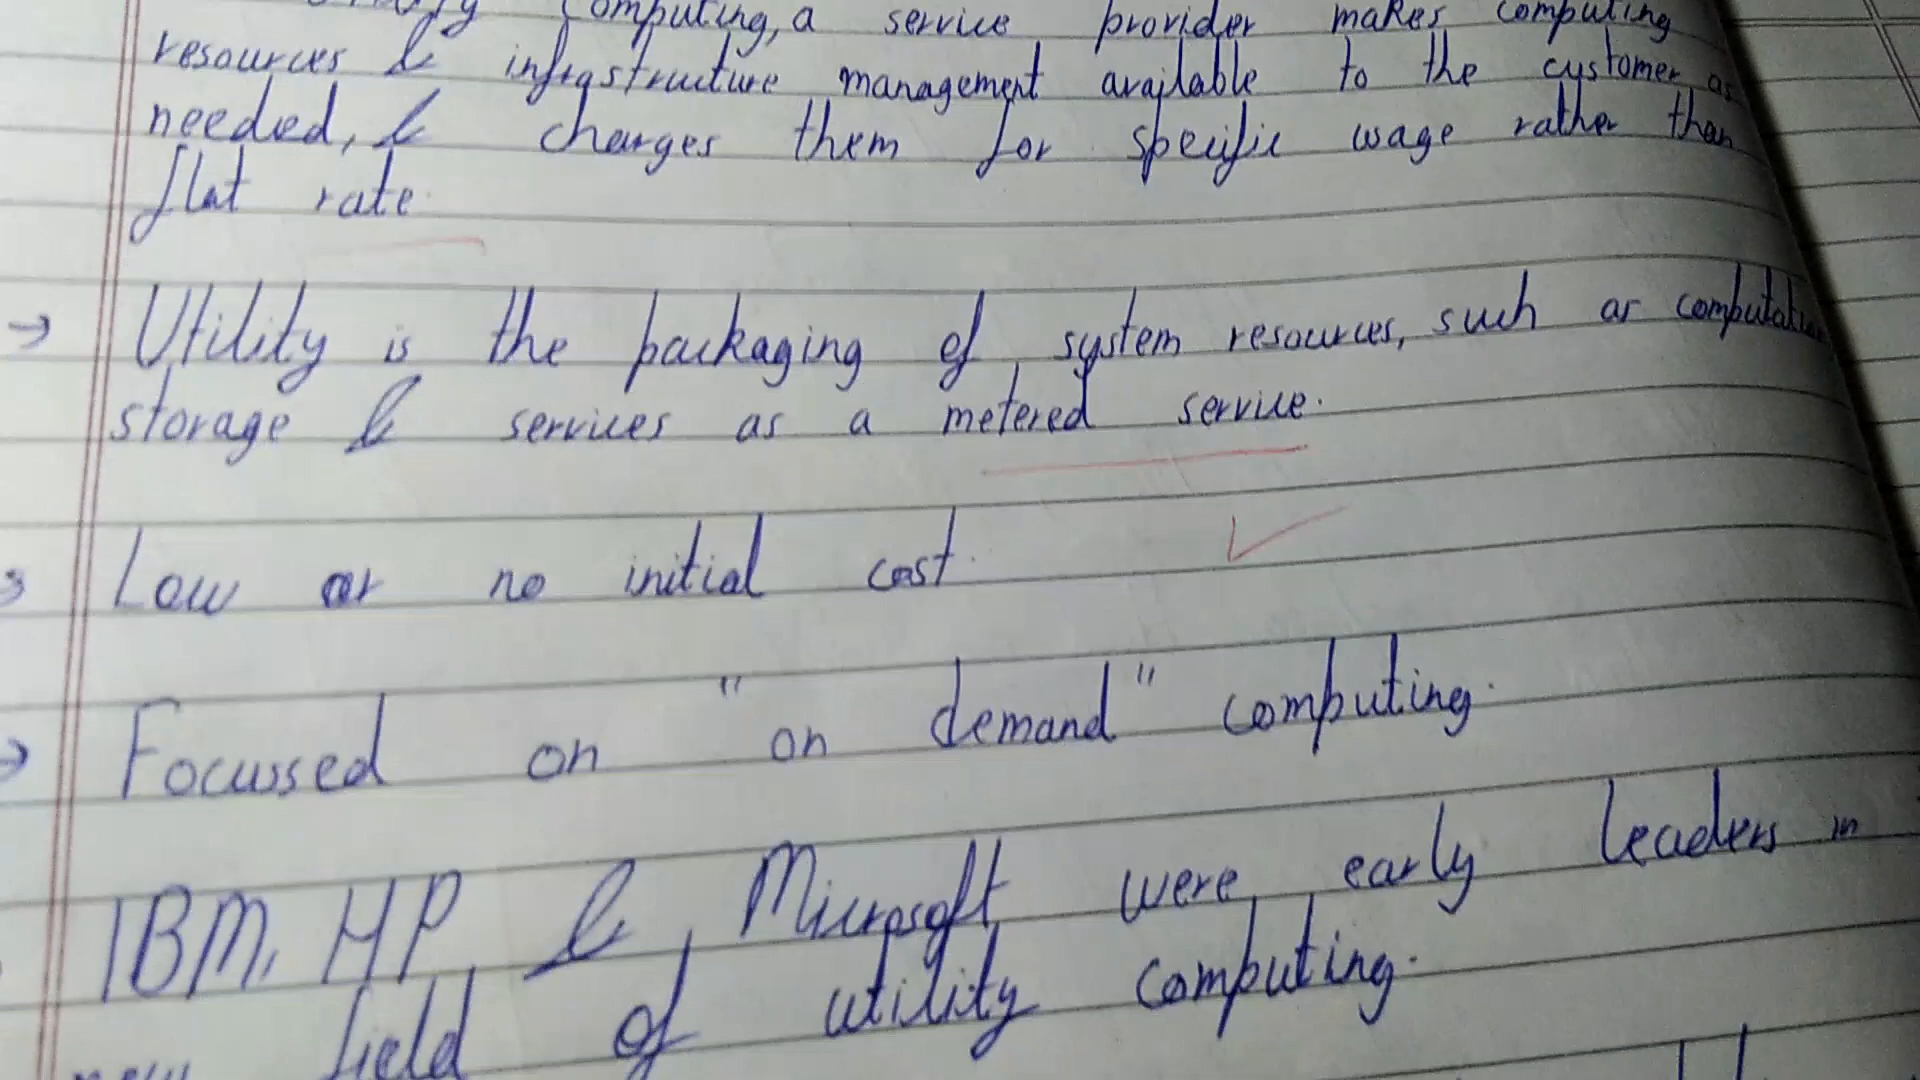 computing, a service provider makes computing
resources & infrastructure management available to the customer as
needed, & charges them for specific wage rather than
flat rate.
→ Utility is the packaging of system resources, such as
storage & services as a metered service.
→ Low or no initial cost.
→ Focussed on "on demand" computing.
IBM, HP & Microsoft were early leaders in
new field of utility computing.